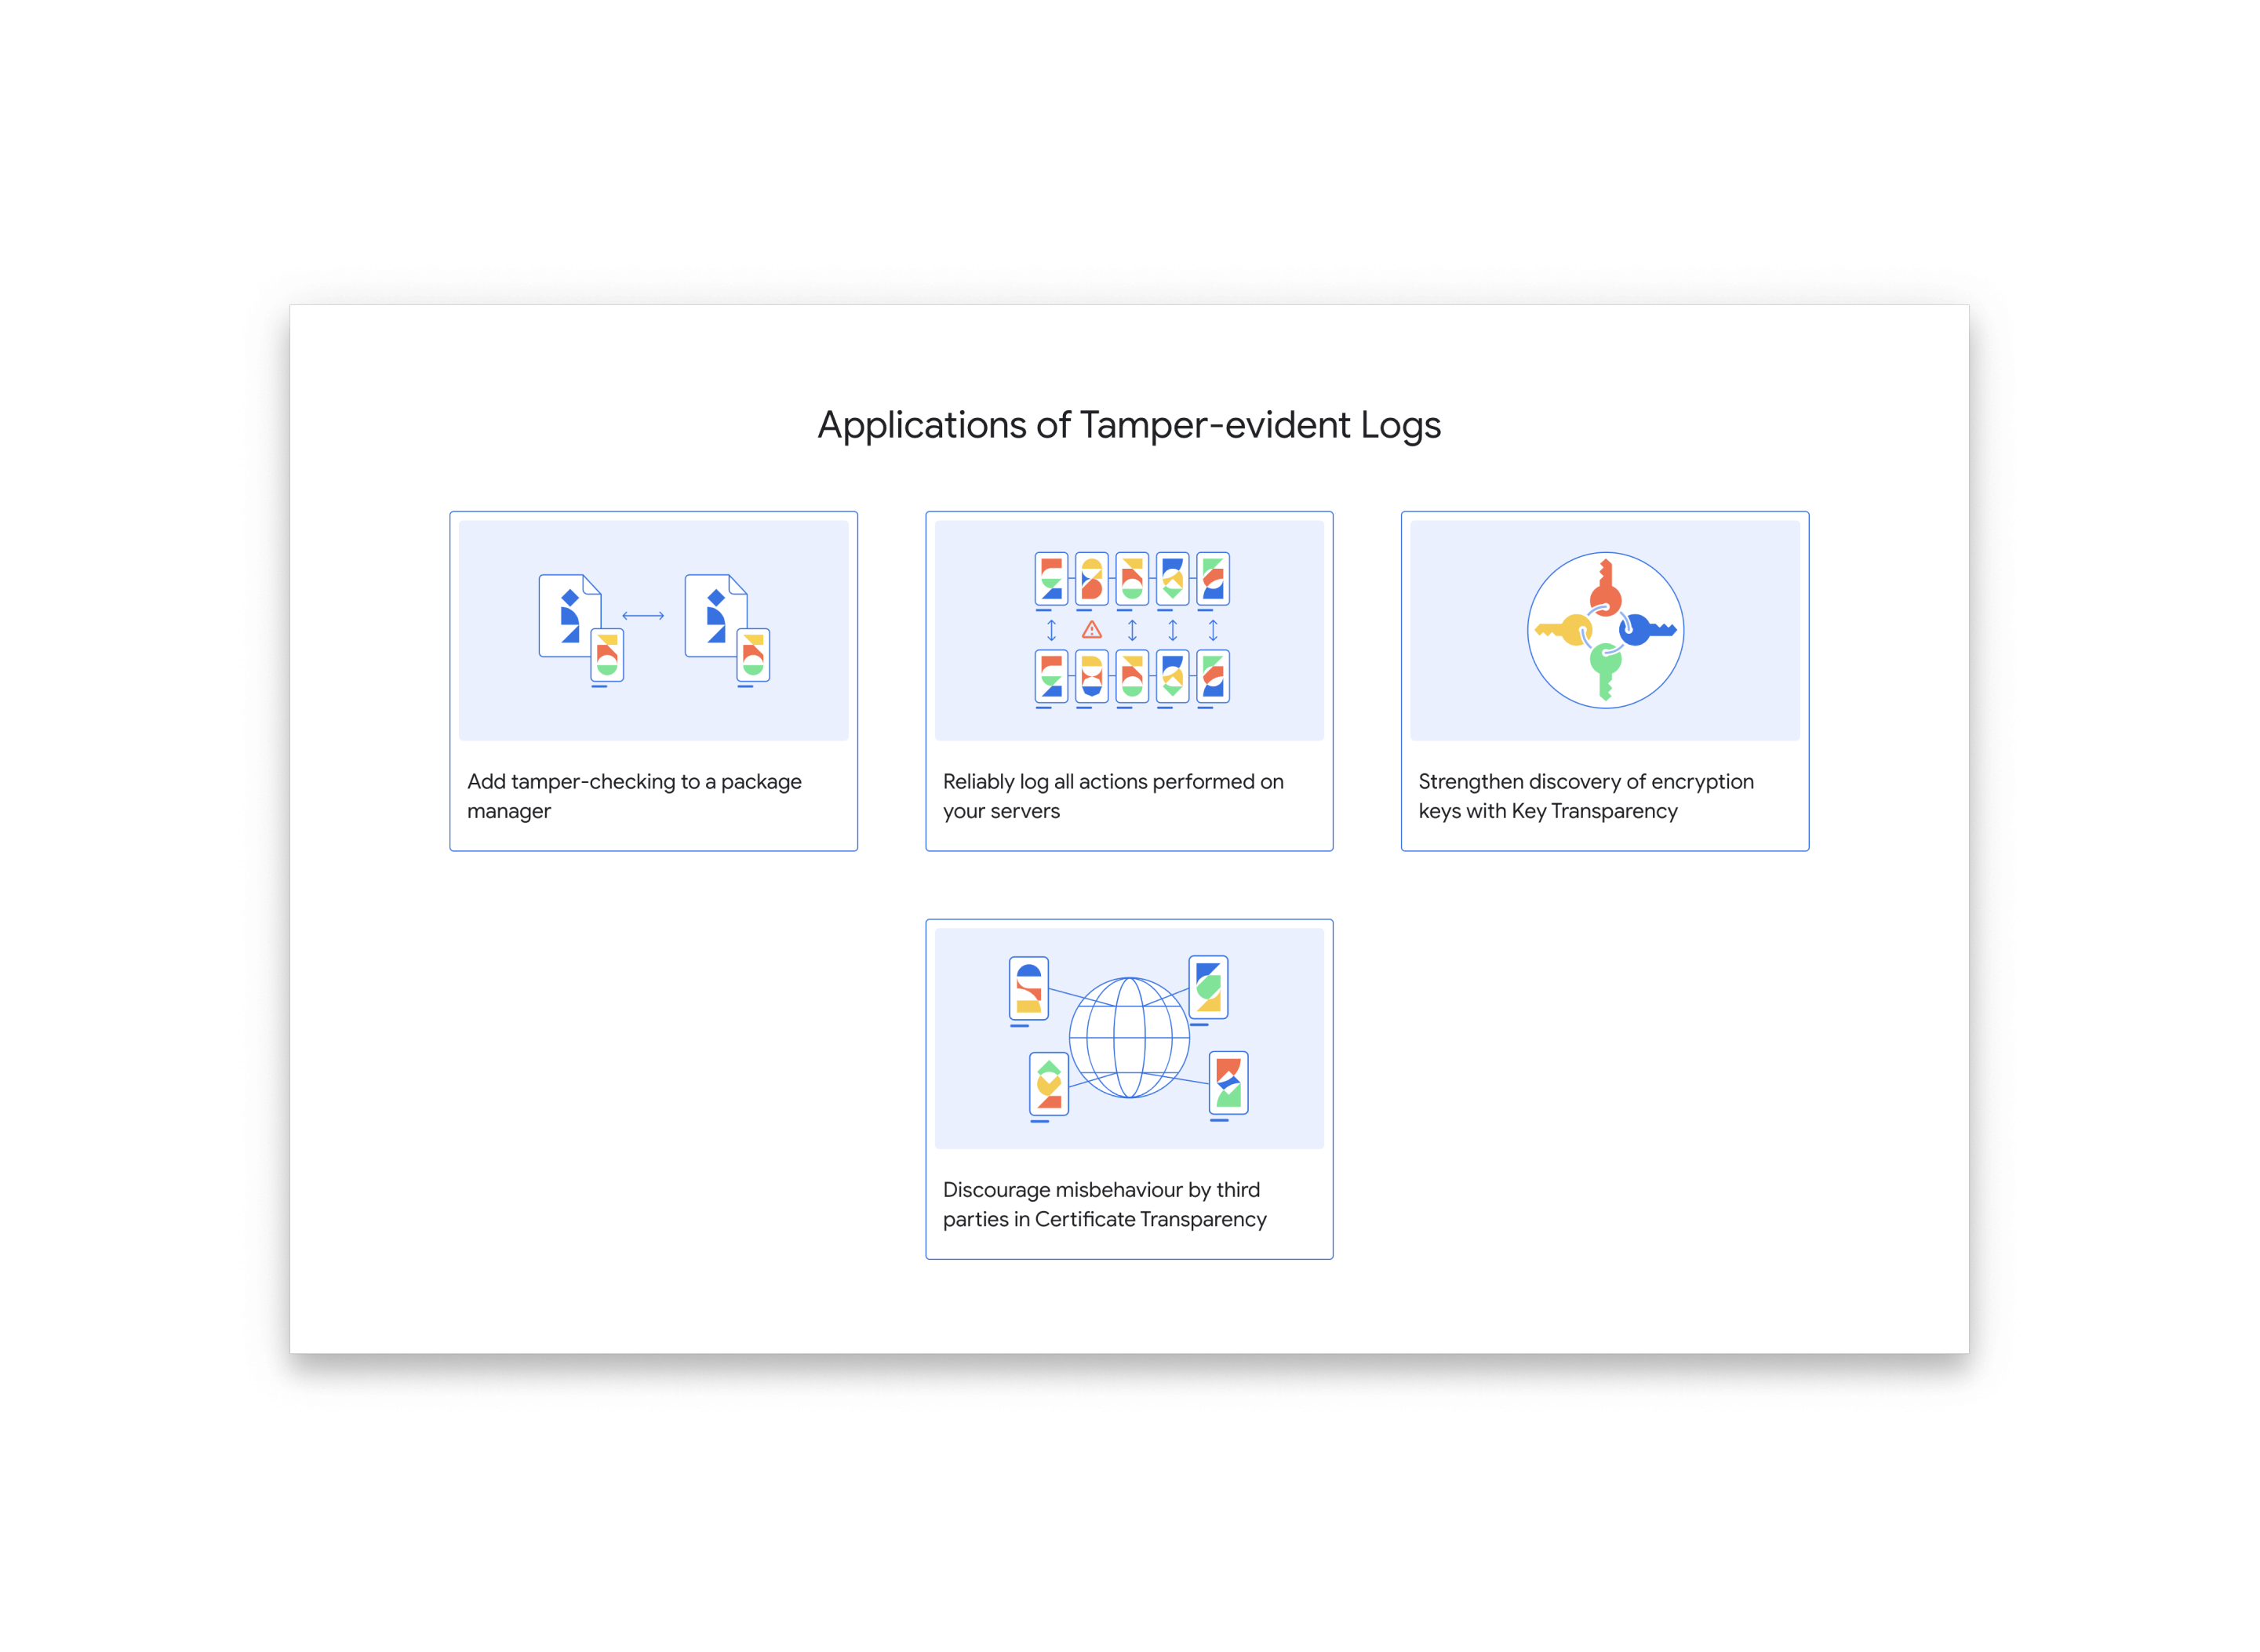 Applications of Tamper-evident Logs
Add tamper-checking to a package
manager
Reliably log all actions performed on
your servers
Strengthen discovery of encryption
keys with Key Transparency
Discourage misbehaviour by third
parties in Certificate Transparency